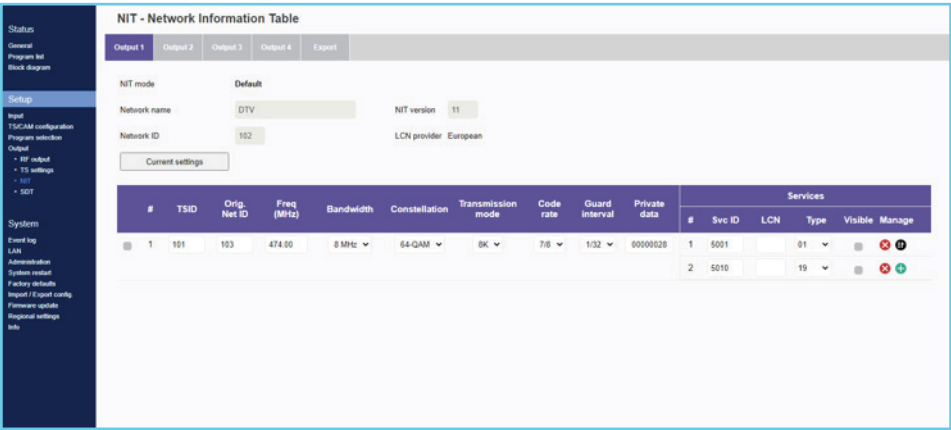 Status
General
Program list
Block diagram
Setup
Input
TS/CAM configuration
Program selection
Output
• RF output
• TS settings
• NIT
• SDT
System
Event log
LAN
Administration
System restart
Factory defaults
Import / Export config.
Firmware update
Regional settings
Info
NIT - Network Information Table
Output 1 Output 2 Output 3 Output 4 Export
NIT mode Default
Network name DTV NIT version 11
Network ID 102 LCN provider European
Current settings
Services
# TSID Orig. Net ID Freq (MHz) Bandwidth Constellation Transmission mode Code rate Guard interval Private data # Svc ID LCN Type Visible Manage
1 101 103 474.00 8 MHz 64-QAM 8K 7/8 1/32 00000028 1 5001 01
2 5010 19